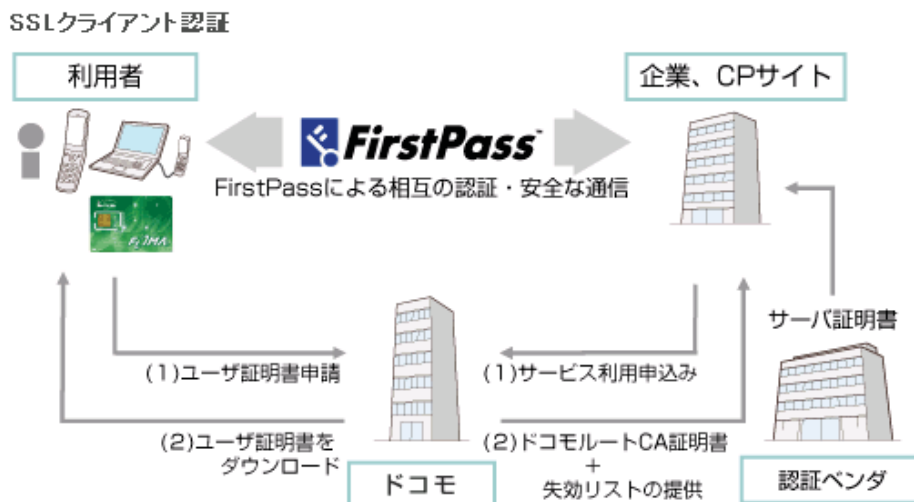 SSLクライアント認証
利用者
企業、CPサイト
FirstPass™
FirstPassによる相互の認証・安全な通信
FOMA
サーバ証明書
(1)ユーザ証明書申請
(1)サービス利用申込み
(2)ユーザ証明書を
ダウンロード
(2)ドコモルートCA証明書
+
失効リストの提供
ドコモ
認証ベンダ